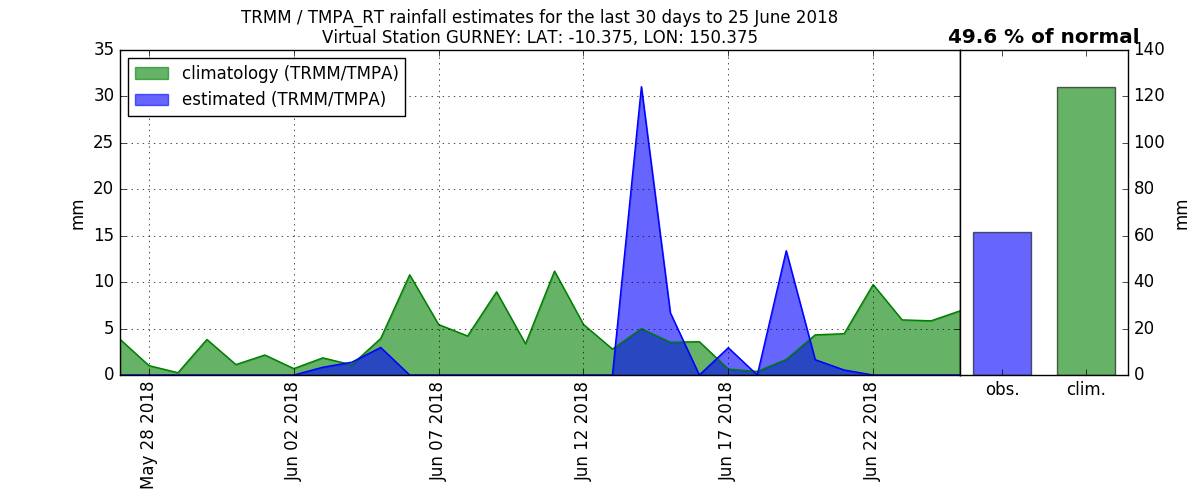 TRMM / TMPA_RT rainfall estimates for the last 30 days to 25 June 2018
Virtual Station GURNEY: LAT: -10.375, LON: 150.375
49.6 % of normal
climatology (TRMM/TMPA)
estimated (TRMM/TMPA)
35
30
25
20
15
10
5
0
mm
May 28 2018
Jun 02 2018
Jun 07 2018
Jun 12 2018
Jun 17 2018
Jun 22 2018
140
120
100
80
60
40
20
0
mm
obs.
clim.